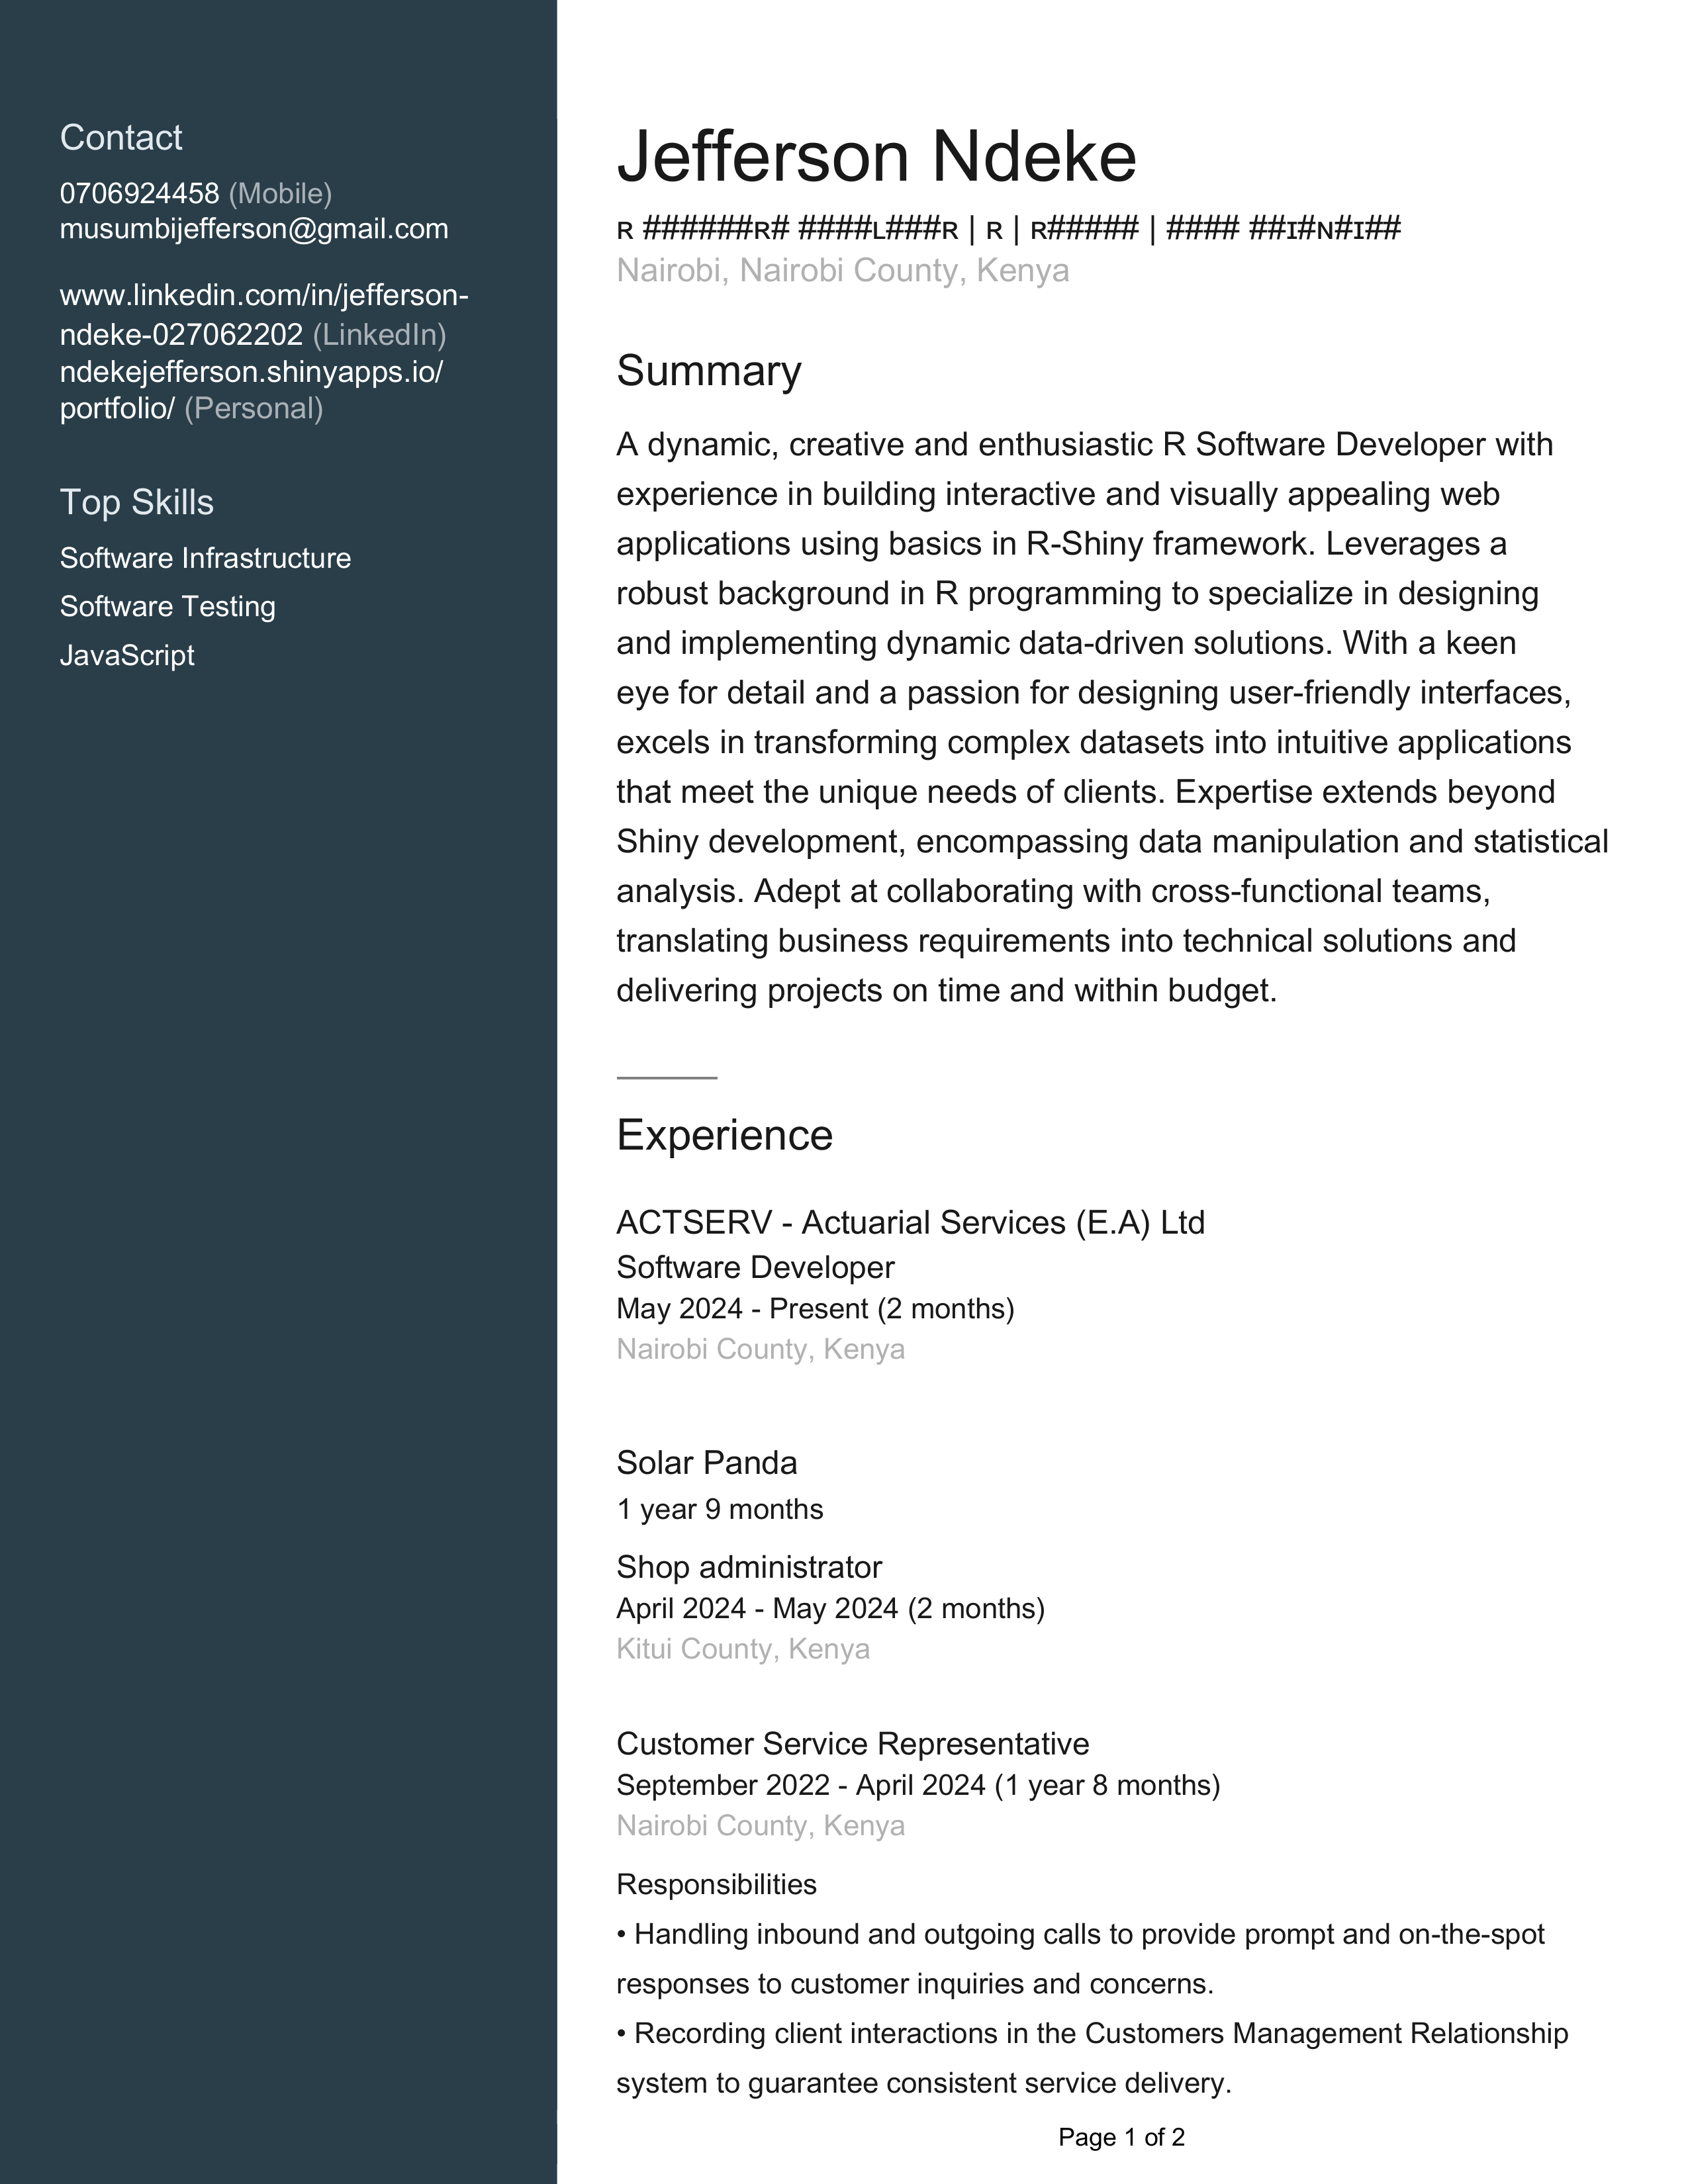 Contact
0706924458 (Mobile)
musumbijefferson@gmail.com
www.linkedin.com/in/jefferson-
ndeke-027062202 (LinkedIn)
ndekejefferson.shinyapps.io/
portfolio/ (Personal)
Top Skills
Software Infrastructure
Software Testing
JavaScript
Jefferson Ndeke
ʀ ######ʀ# ####ʟ###ʀ | ʀ | ʀ##### | #### ##ɪ#ɴ#ɪ##
Nairobi, Nairobi County, Kenya
Summary
A dynamic, creative and enthusiastic R Software Developer with
experience in building interactive and visually appealing web
applications using basics in R-Shiny framework. Leverages a
robust background in R programming to specialize in designing
and implementing dynamic data-driven solutions. With a keen
eye for detail and a passion for designing user-friendly interfaces,
excels in transforming complex datasets into intuitive applications
that meet the unique needs of clients. Expertise extends beyond
Shiny development, encompassing data manipulation and statistical
analysis. Adept at collaborating with cross-functional teams,
translating business requirements into technical solutions and
delivering projects on time and within budget.
Experience
ACTSERV - Actuarial Services (E.A) Ltd
Software Developer
May 2024 - Present (2 months)
Nairobi County, Kenya
Solar Panda
1 year 9 months
Shop administrator
April 2024 - May 2024 (2 months)
Kitui County, Kenya
Customer Service Representative
September 2022 - April 2024 (1 year 8 months)
Nairobi County, Kenya
Responsibilities
• Handling inbound and outgoing calls to provide prompt and on-the-spot
responses to customer inquiries and concerns.
• Recording client interactions in the Customers Management Relationship
system to guarantee consistent service delivery.
Page 1 of 2